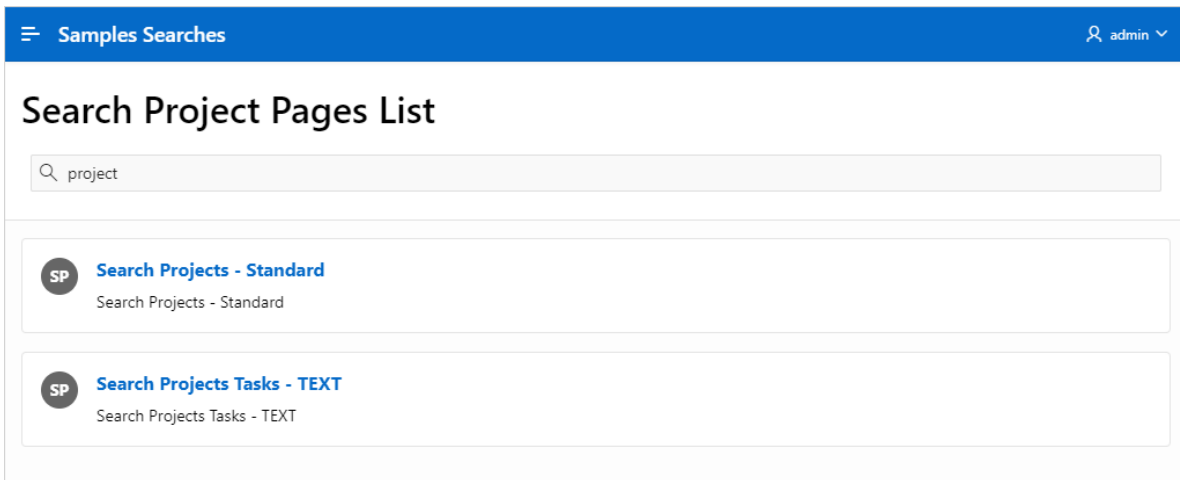 Samples Searches
admin
Search Project Pages List
project
SP
Search Projects - Standard
Search Projects - Standard
SP
Search Projects Tasks - TEXT
Search Projects Tasks - TEXT